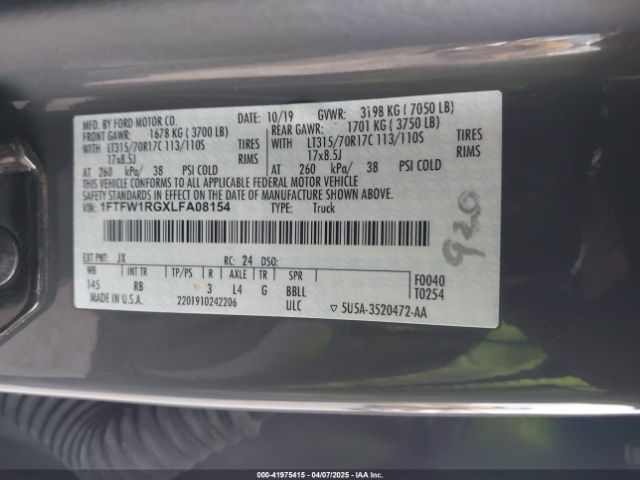 MFD. BY FORD MOTOR CO.
DATE: 10/19 GVWR: 3198 KG ( 7050 LB)
FRONT GAWR: 1678 KG ( 3700 LB)
REAR GAWR: 1701 KG ( 3750 LB)
WITH LT315/70R17C 113/110S TIRES
17x8.5J RIMS
AT 260 kPa/ 38 PSI COLD
WITH LT315/70R17C 113/110S TIRES
17x8.5J RIMS
AT 260 kPa/ 38 PSI COLD
THIS VEHICLE CONFORMS TO ALL APPLICABLE FEDERAL MOTOR VEHICLE
SAFETY STANDARDS IN EFFECT ON THE DATE OF MANUFACTURE SHOWN ABOVE.
VIN: 1FTFW1RGXLFA08154 TYPE: Truck
920
EXT PNT: JX RC: 24 DSO:
WB INT TR TP/PS R AXLE TR SPR
145 RB 3 L4 G BBLL
F0040
T0254
MADE IN U.S.A. 2201910242206 ULC ▽ 5U5A-3520472-AA
000-41975415 - 04/07/2025 - IAAI.COM